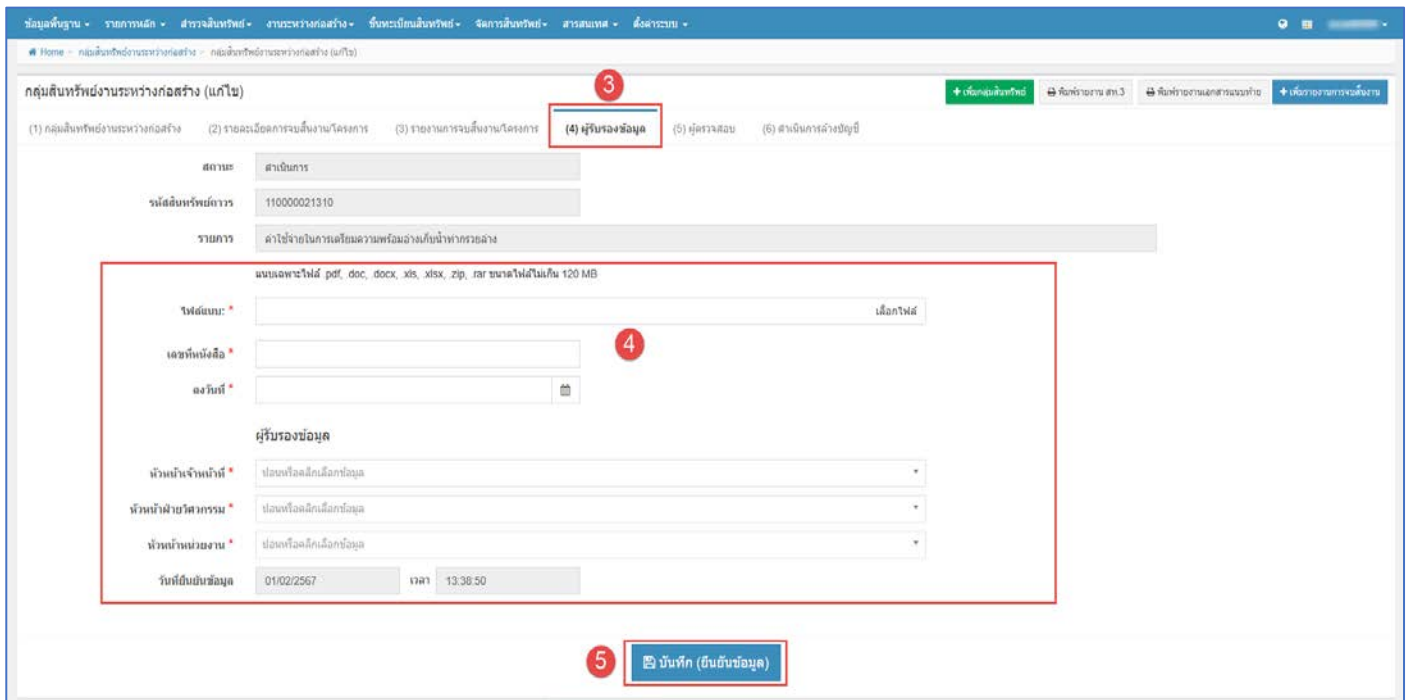 ข้อมูลพื้นฐาน รายการหลัก สำรวจสินทรัพย์ งานระหว่างก่อสร้าง ขึ้นทะเบียนสินทรัพย์ จัดการสินทรัพย์ สารสนเทศ ตั้งค่าระบบ
Home - กลุ่มสินทรัพย์งานระหว่างก่อสร้าง - กลุ่มสินทรัพย์งานระหว่างก่อสร้าง (แก้ไข)
3
กลุ่มสินทรัพย์งานระหว่างก่อสร้าง (แก้ไข) + เพิ่มกลุ่มสินทรัพย์ พิมพ์รายงาน สท.3 พิมพ์รายงานเอกสารแนบท้าย + เพิ่มรายงานการจบสิ้นงาน
(1) กลุ่มสินทรัพย์งานระหว่างก่อสร้าง (2) รายละเอียดการจบสิ้นงาน/โครงการ (3) รายงานการจบสิ้นงาน/โครงการ (4) ผู้รับรองข้อมูล (5) ผู้ตรวจสอบ (6) ดำเนินการล้างบัญชี
สถานะ ดำเนินการ
รหัสสินทรัพย์ถาวร 110000021310
รายการ ค่าใช้จ่ายในการเตรียมความพร้อมอ่างเก็บน้ำท่ากรวยล่าง
แนบเฉพาะไฟล์ .pdf, .doc, .docx, .xls, .xlsx, .zip, .rar ขนาดไฟล์ไม่เกิน 120 MB
ไฟล์แนบ: * เลือกไฟล์
4
เลขที่หนังสือ *
ลงวันที่ *
ผู้รับรองข้อมูล
หัวหน้าเจ้าหน้าที่ * ป้อนหรือคลิกเลือกข้อมูล
หัวหน้าฝ่ายวิศวกรรม * ป้อนหรือคลิกเลือกข้อมูล
หัวหน้าหน่วยงาน * ป้อนหรือคลิกเลือกข้อมูล
วันที่ยืนยันข้อมูล 01/02/2567 เวลา 13:38:50
5 บันทึก (ยืนยันข้อมูล)